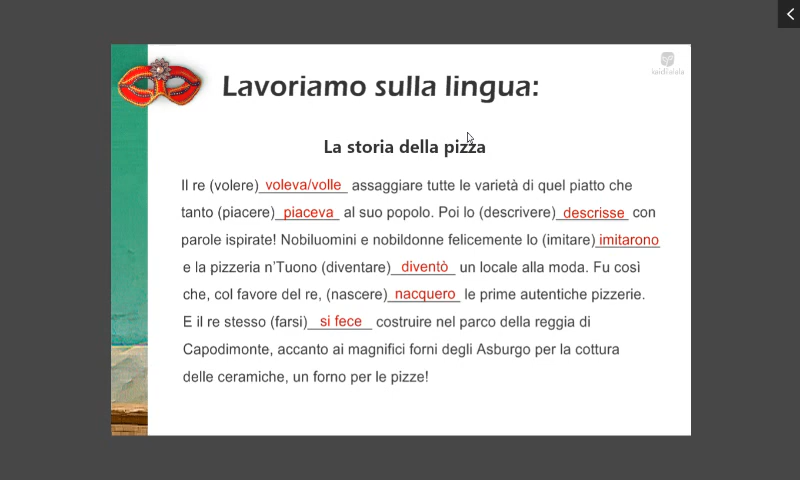 kaidialala
Lavoriamo sulla lingua:
La storia della pizza
Il re (volere) voleva/volle assaggiare tutte le varietà di quel piatto che
tanto (piacere) piaceva al suo popolo. Poi lo (descrivere) descrisse con
parole ispirate! Nobiluomini e nobildonne felicemente lo (imitare) imitarono
e la pizzeria n’Tuono (diventare) diventò un locale alla moda. Fu così
che, col favore del re, (nascere) nacquero le prime autentiche pizzerie.
E il re stesso (farsi) si fece costruire nel parco della reggia di
Capodimonte, accanto ai magnifici forni degli Asburgo per la cottura
delle ceramiche, un forno per le pizze!